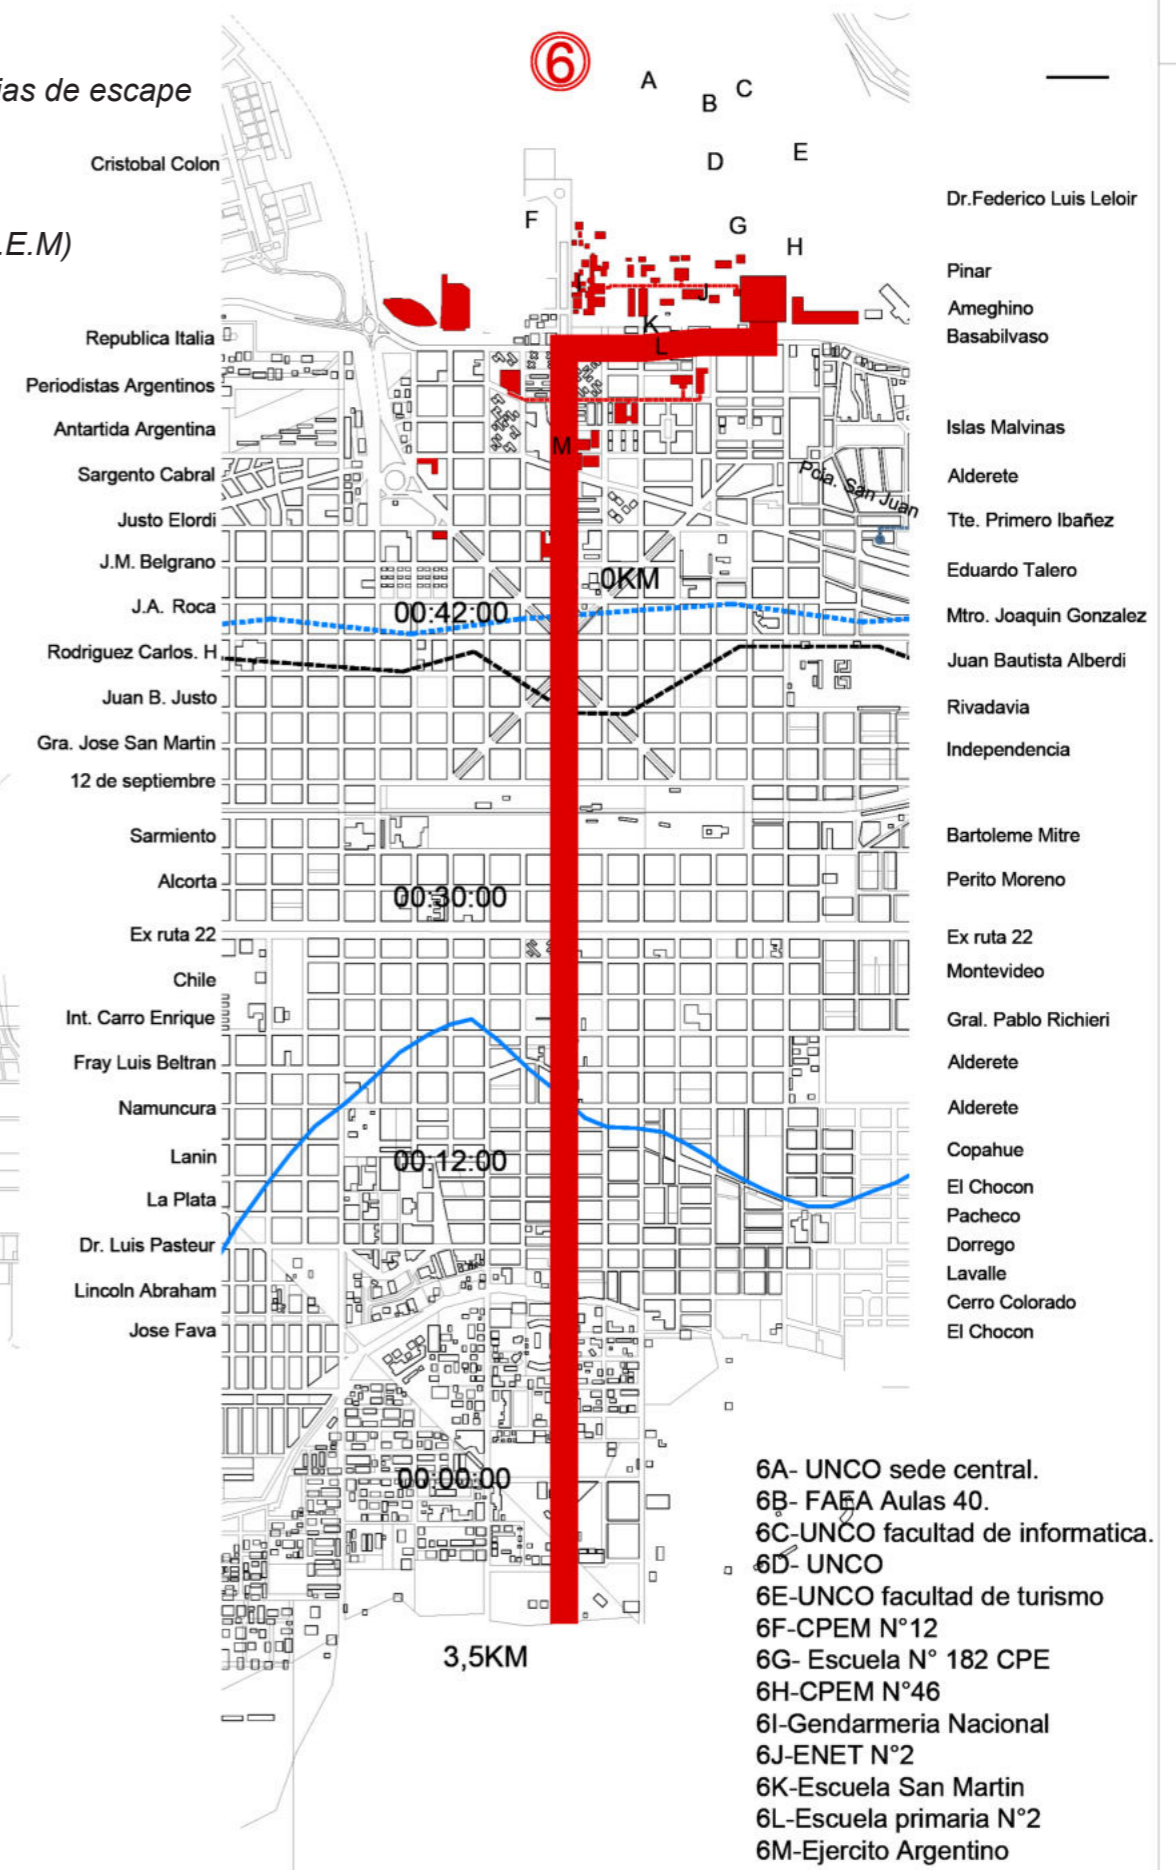 6
A
C
B
ias de escape
E
D
Cristobal Colon
Dr.Federico Luis Leloir
F
G
.E.M)
H
Pinar
I
J
Ameghino
K
Republica Italia
L
Basabilvaso
Periodistas Argentinos
Antartida Argentina
Islas Malvinas
M
Sargento Cabral
Alderete
Pcia. San Juan
Justo Elordi
Tte. Primero Ibañez
J.M. Belgrano
Eduardo Talero
0KM
J.A. Roca
00:42:00
Mtro. Joaquin Gonzalez
Rodriguez Carlos. H
Juan Bautista Alberdi
Juan B. Justo
Rivadavia
Gra. Jose San Martin
Independencia
12 de septiembre
Sarmiento
Bartoleme Mitre
Alcorta
Perito Moreno
00:30:00
Ex ruta 22
Ex ruta 22
Chile
Montevideo
Int. Carro Enrique
Gral. Pablo Richieri
Fray Luis Beltran
Alderete
Namuncura
Alderete
Lanin
00:12:00
Copahue
La Plata
El Chocon
Pacheco
Dr. Luis Pasteur
Dorrego
Lavalle
Lincoln Abraham
Cerro Colorado
Jose Fava
El Chocon
00:00:00
3,5KM
6A- UNCO sede central.
6B- FAEA Aulas 40.
6C-UNCO facultad de informatica.
6D- UNCO
6E-UNCO facultad de turismo
6F-CPEM N°12
6G- Escuela N° 182 CPE
6H-CPEM N°46
6I-Gendarmeria Nacional
6J-ENET N°2
6K-Escuela San Martin
6L-Escuela primaria N°2
6M-Ejercito Argentino